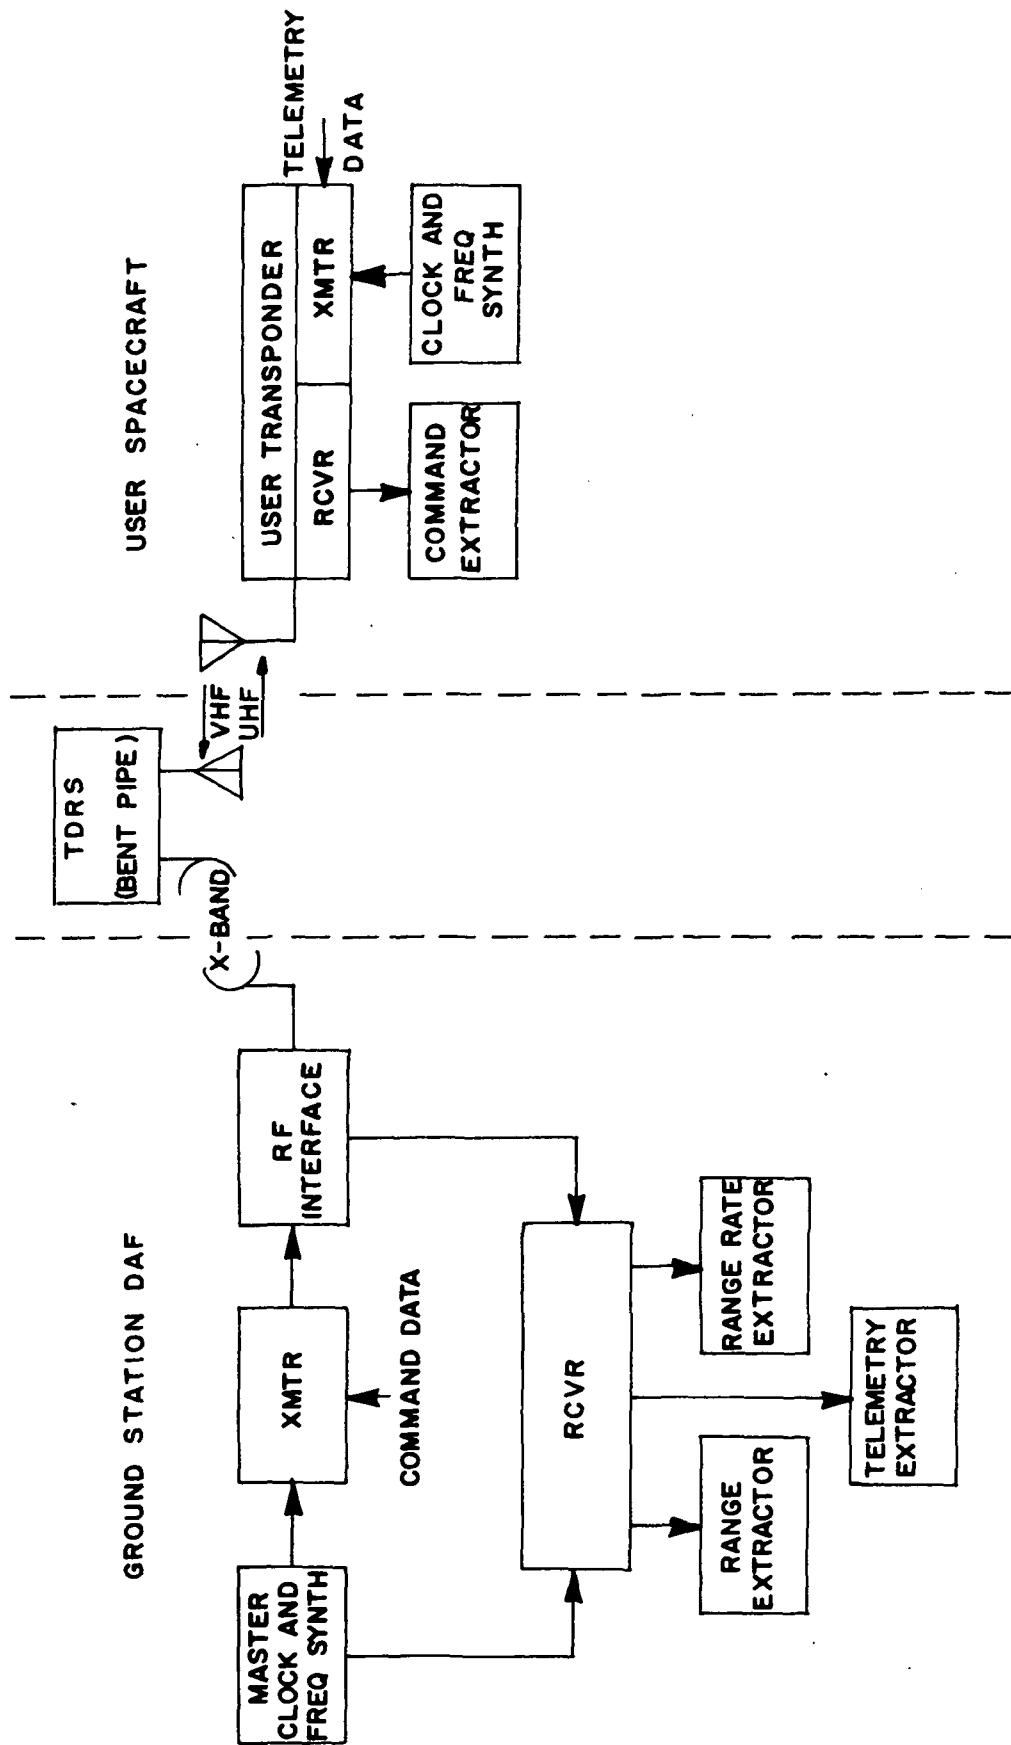 GROUND STATION DAF
MASTER
CLOCK AND
FREQ SYNTH
XMTR
COMMAND DATA
RF
INTERFACE
RCVR
RANGE
EXTRACTOR
TELEMETRY
EXTRACTOR
RANGE RATE
EXTRACTOR
X-BAND
TDRS
(BENT PIPE)
VHF
UHF
USER SPACECRAFT
USER TRANSPONDER
RCVR
XMTR
TELEMETRY
DATA
COMMAND
EXTRACTOR
CLOCK AND
FREQ
SYNTH